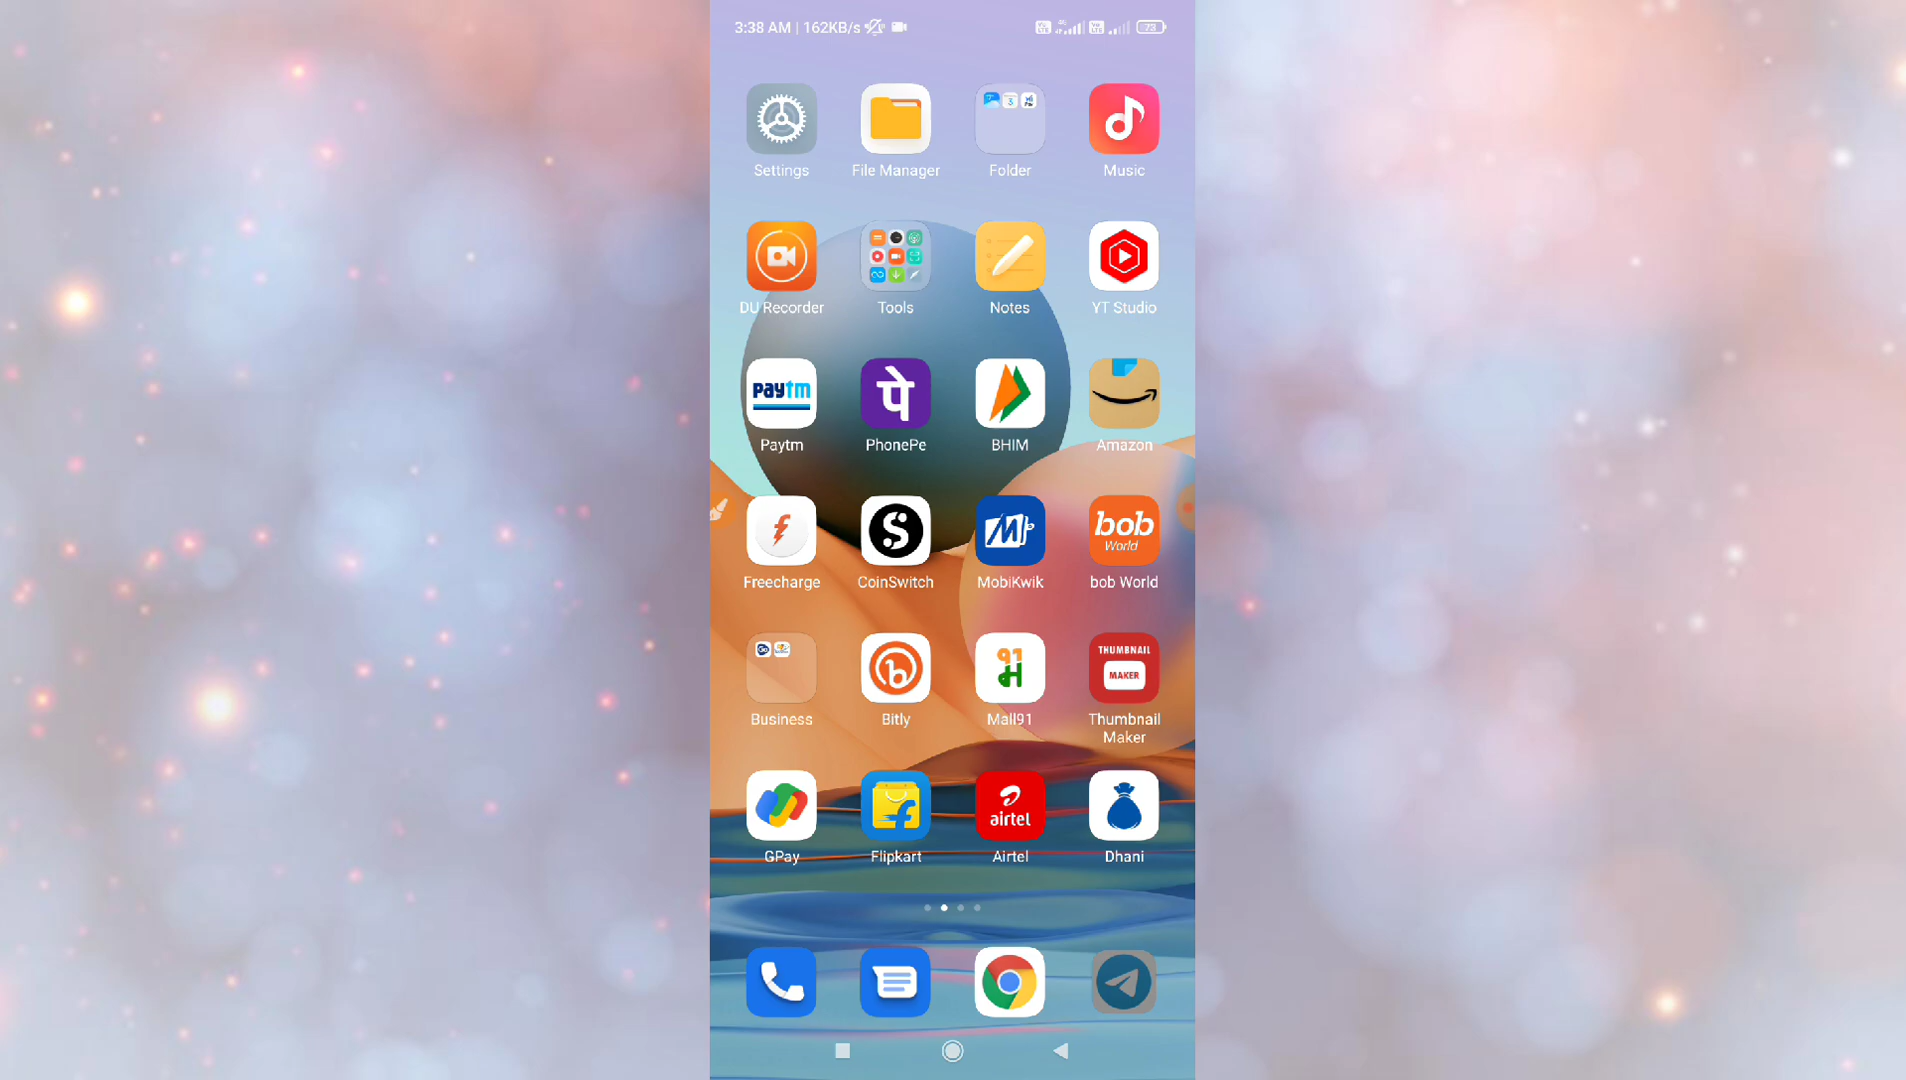 3:38 AM | 162KB/s
73
Settings
File Manager
Folder
Music
DU Recorder
Tools
Notes
YT Studio
paytm
पे
Paytm
PhonePe
BHIM
Amazon
bob
World
Freecharge
CoinSwitch
MobiKwik
bob World
91
THUMBNAIL
MAKER
Business
Bitly
Mall91
Thumbnail
Maker
airtel
GPay
Flipkart
Airtel
Dhani